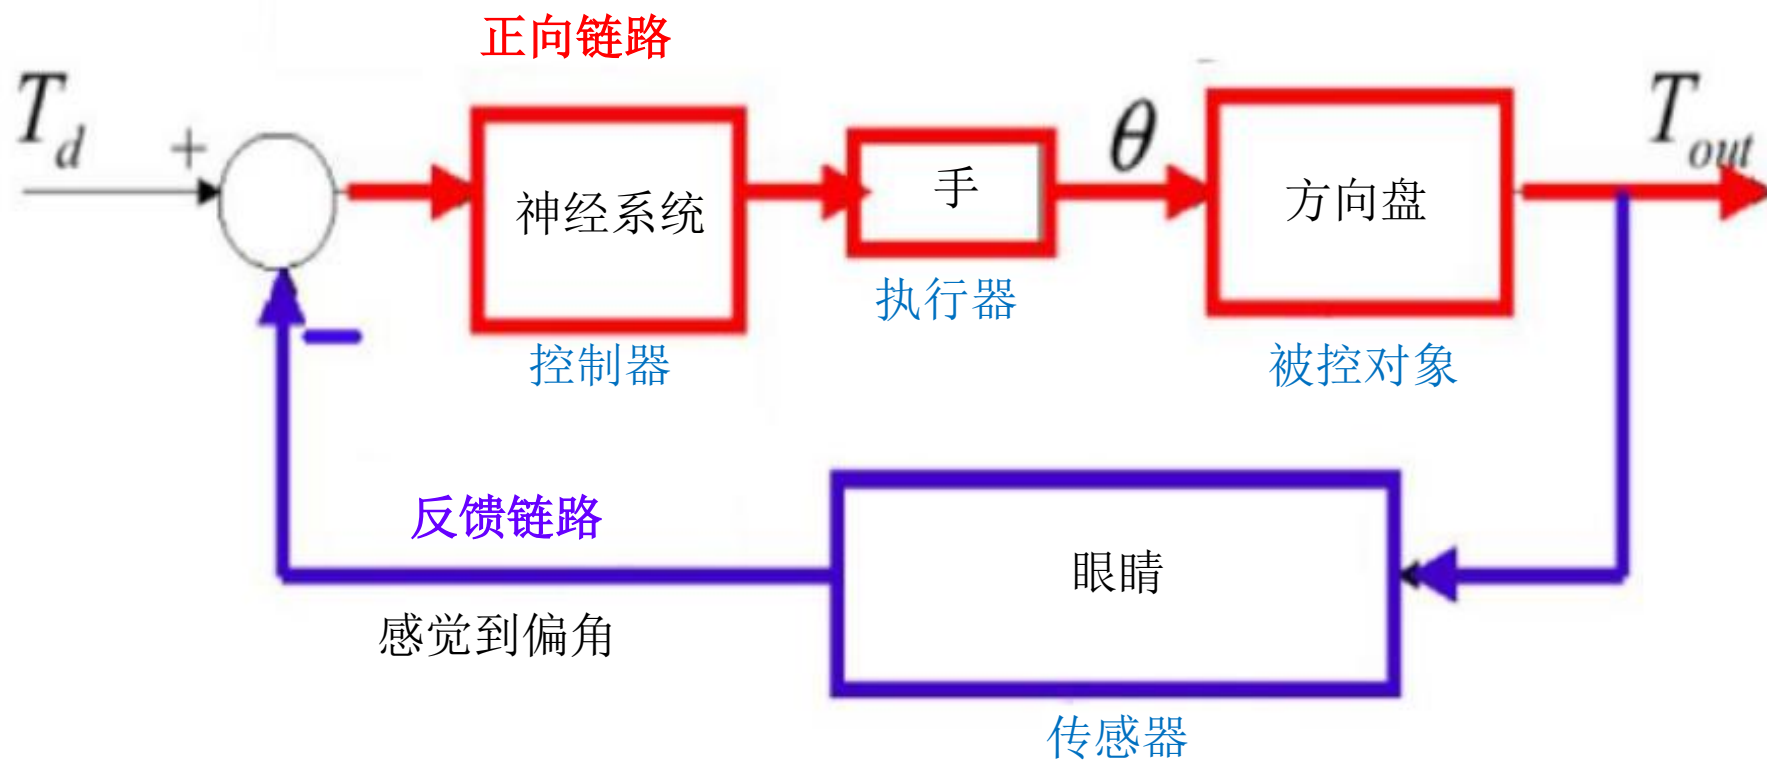 正向链路
T_d
+
神经系统
控制器
手
执行器
θ
方向盘
被控对象
T_out
反馈链路
感觉到偏角
眼睛
传感器